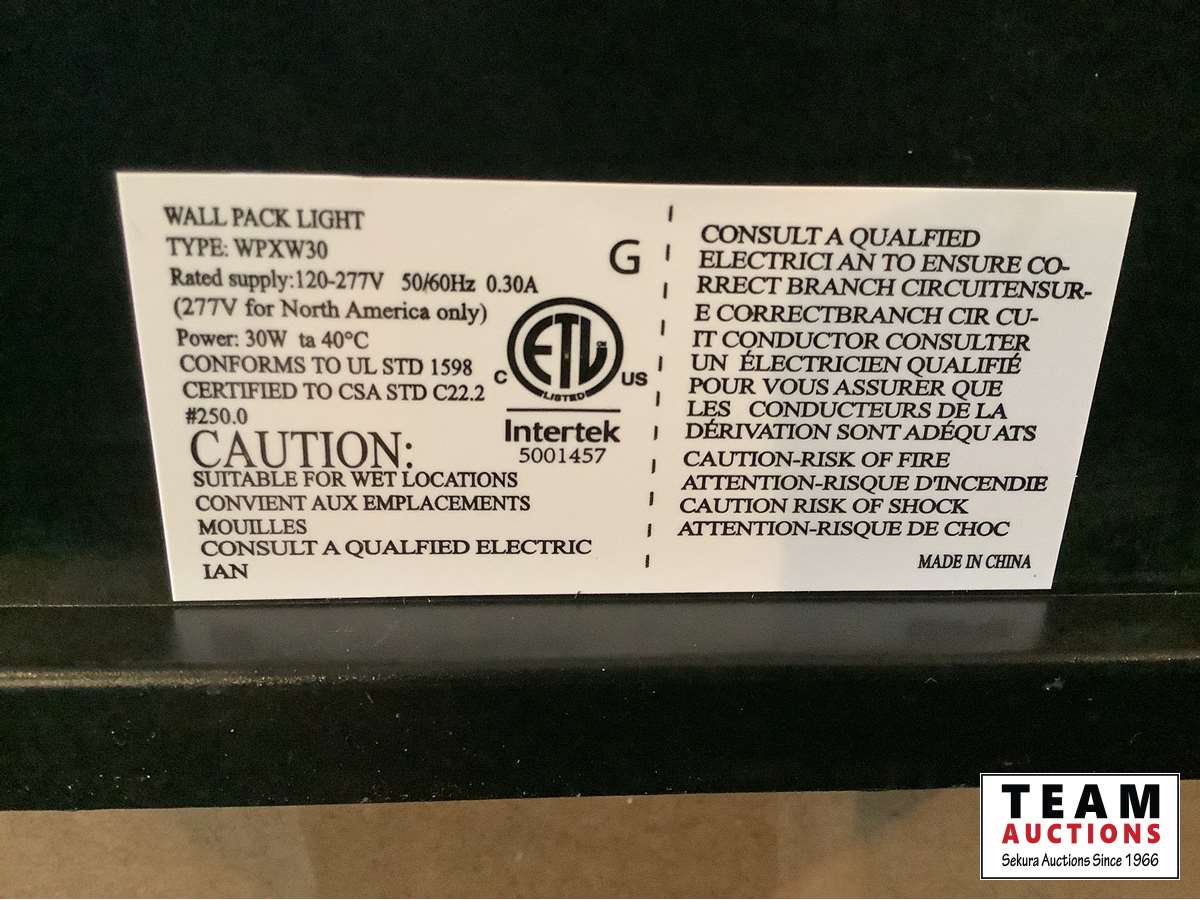 WALL PACK LIGHT
TYPE: WPXW30
Rated supply:120-277V 50/60Hz 0.30A
(277V for North America only)
Power: 30W ta 40°C
CONFORMS TO UL STD 1598
CERTIFIED TO CSA STD C22.2
#250.0
CAUTION:
SUITABLE FOR WET LOCATIONS
CONVIENT AUX EMPLACEMENTS
MOUILLES
CONSULT A QUALFIED ELECTRIC
IAN
G
ETL
CM
C US
LISTED
Intertek
5001457
CONSULT A QUALFIED
ELECTRICI AN TO ENSURE CO-
RRECT BRANCH CIRCUITENSUR-
E CORRECTBRANCH CIR CU-
IT CONDUCTOR CONSULTER
UN ÉLECTRICIEN QUALIFIÉ
POUR VOUS ASSURER QUE
LES CONDUCTEURS DE LA
DÉRIVATION SONT ADÉQU ATS
CAUTION-RISK OF FIRE
ATTENTION-RISQUE D'INCENDIE
CAUTION RISK OF SHOCK
ATTENTION-RISQUE DE CHOC
MADE IN CHINA
TEAM
AUCTIONS
Sekura Auctions Since 1966